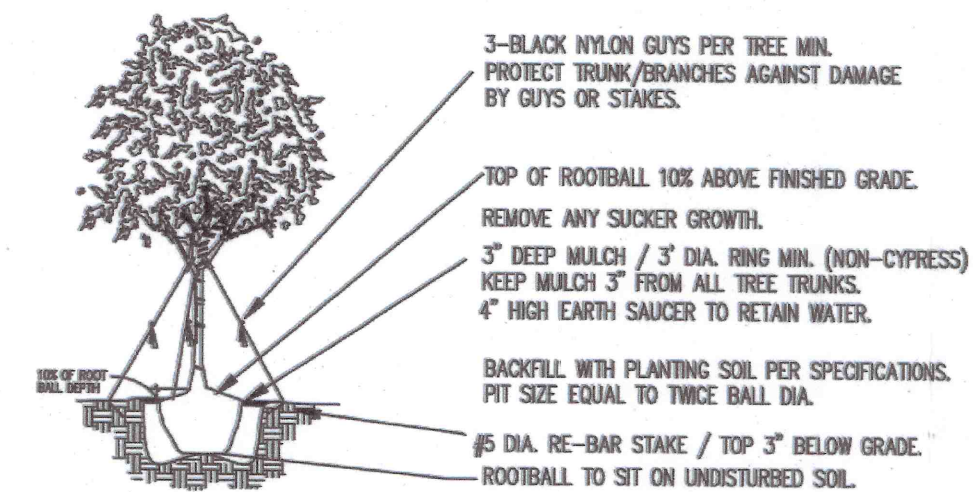 3-BLACK NYLON GUYS PER TREE MIN.
PROTECT TRUNK/BRANCHES AGAINST DAMAGE
BY GUYS OR STAKES.
TOP OF ROOTBALL 10% ABOVE FINISHED GRADE.
REMOVE ANY SUCKER GROWTH.
3" DEEP MULCH / 3' DIA. RING MIN. (NON-CYPRESS)
KEEP MULCH 3" FROM ALL TREE TRUNKS.
4" HIGH EARTH SAUCER TO RETAIN WATER.
10% OF ROOT
BALL DEPTH
BACKFILL WITH PLANTING SOIL PER SPECIFICATIONS.
PIT SIZE EQUAL TO TWICE BALL DIA.
#5 DIA. RE-BAR STAKE / TOP 3" BELOW GRADE.
ROOTBALL TO SIT ON UNDISTURBED SOIL.